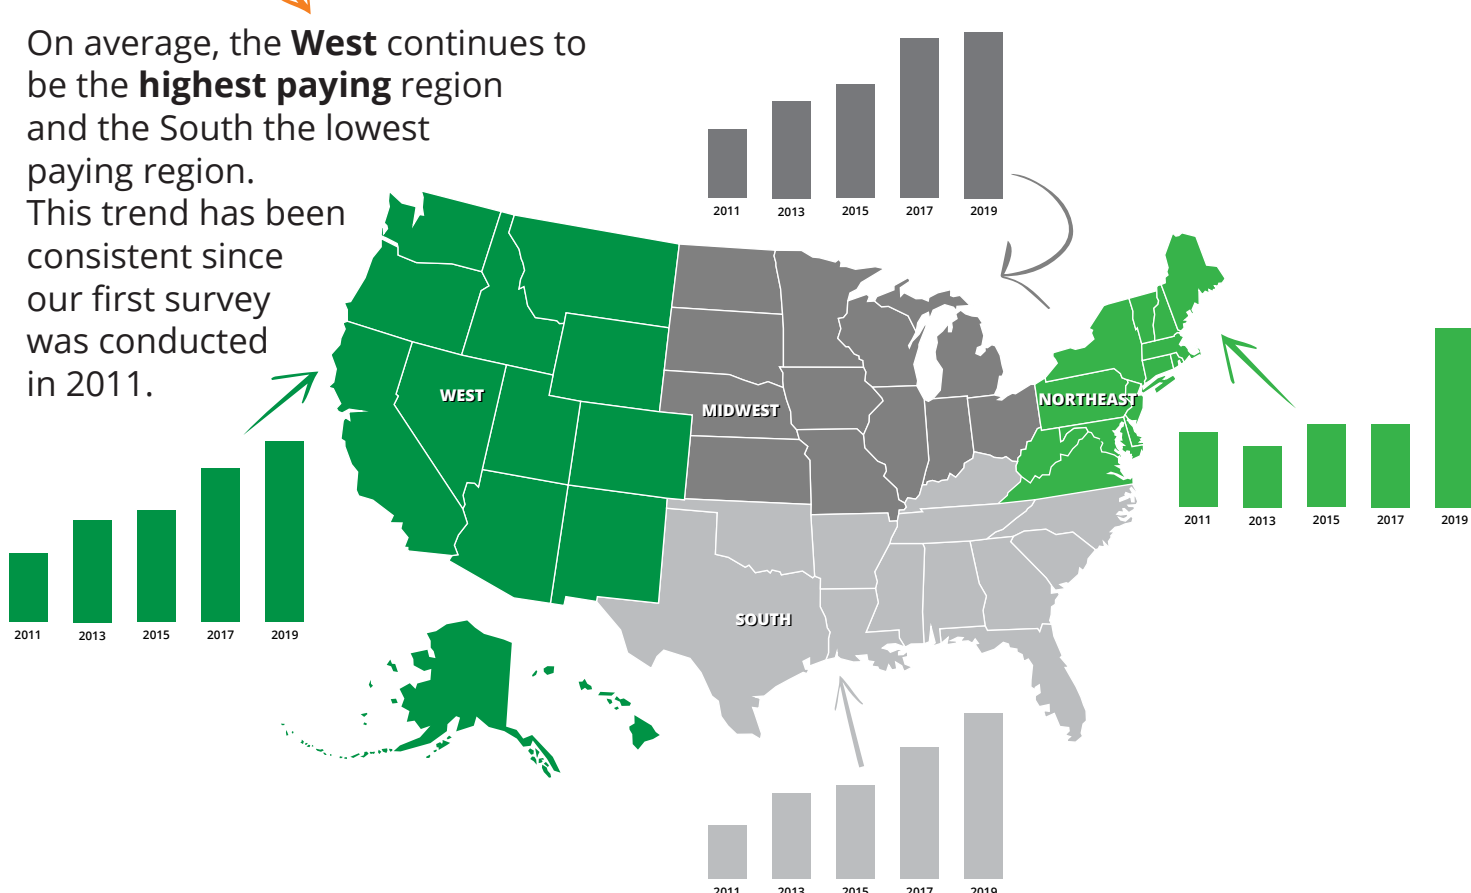 On average, the West continues to
be the highest paying region
and the South the lowest
paying region.
This trend has been
consistent since
our first survey
was conducted
in 2011.
2011 2013 2015 2017 2019
WEST
MIDWEST
NORTHEAST
SOUTH
2011 2013 2015 2017 2019
2011 2013 2015 2017 2019
2011 2013 2015 2017 2019